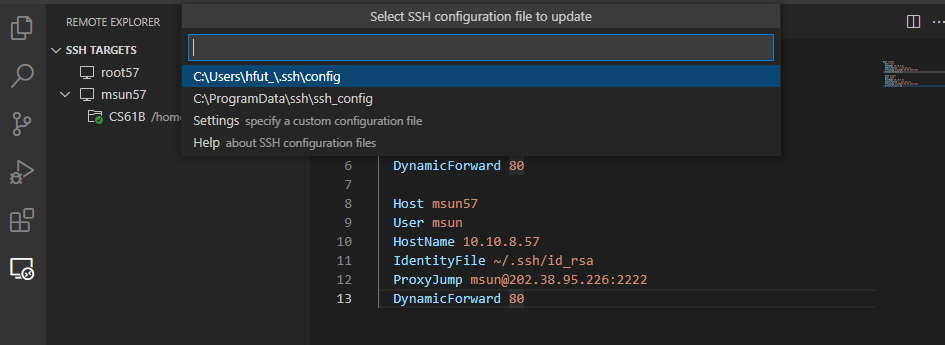 Select SSH configuration file to update
REMOTE EXPLORER
SSH TARGETS
root57
msun57
CS61B /home
C:\Users\hfut_\.ssh\config
C:\ProgramData\ssh\ssh_config
Settings specify a custom configuration file
Help about SSH configuration files
6 DynamicForward 80
7
8 Host msun57
9 User msun
10 HostName 10.10.8.57
11 IdentityFile ~/.ssh/id_rsa
12 ProxyJump msun@202.38.95.226:2222
13 DynamicForward 80